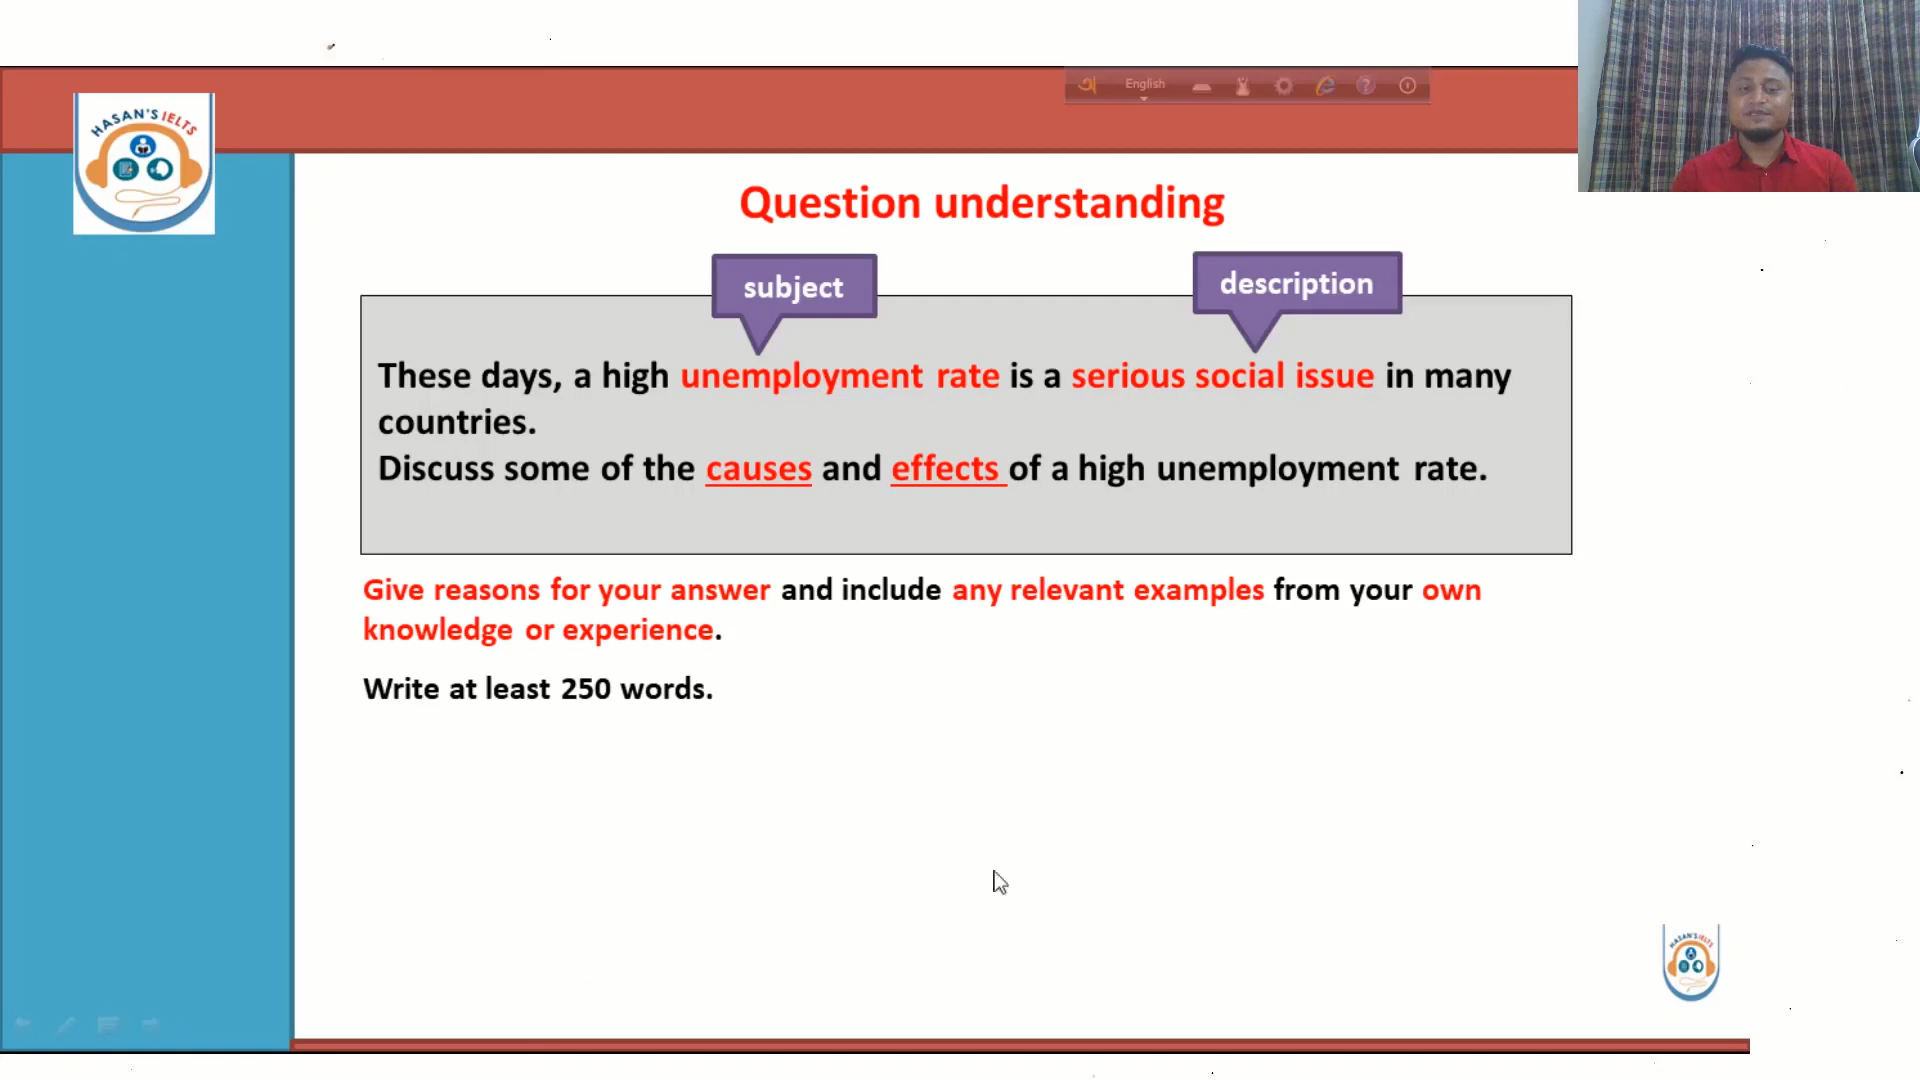 অ English
HASAN'S IELTS
Question understanding
subject
description
These days, a high unemployment rate is a serious social issue in many
countries.
Discuss some of the causes and effects of a high unemployment rate.
Give reasons for your answer and include any relevant examples from your own
knowledge or experience.
Write at least 250 words.
HASAN'S IELTS